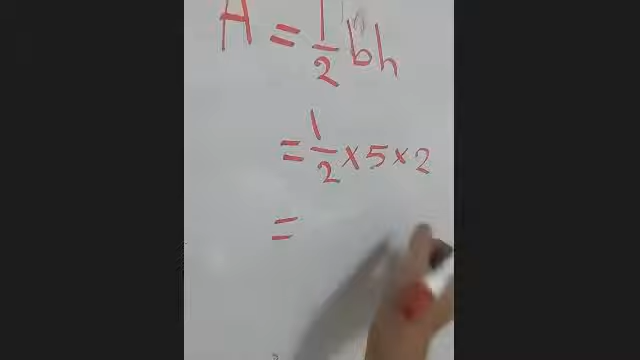 A = 1/2 bh
= 1/2 × 5 × 2
=